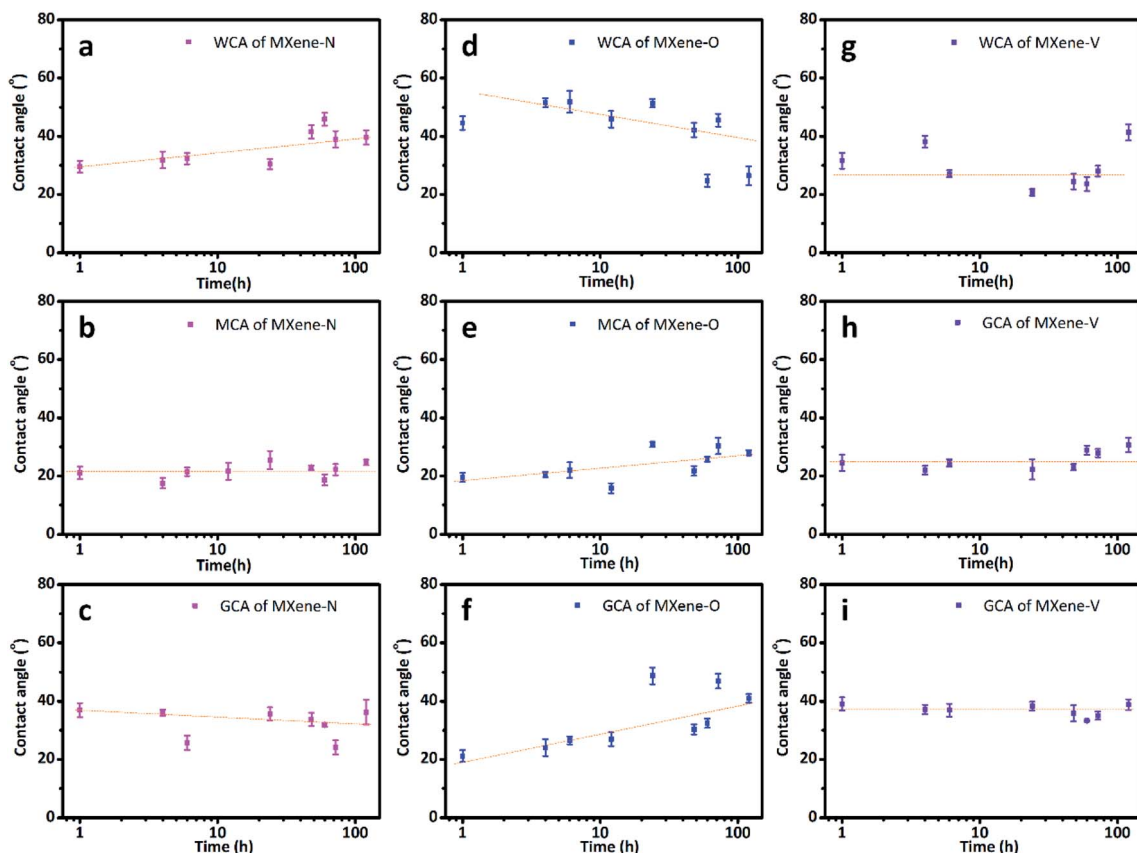 a
WCA of MXene-N
Contact angle (°)
80
60
40
20
0
1
10
100
Time(h)
d
WCA of MXene-O
Contact angle (°)
80
60
40
20
0
1
10
100
Time(h)
g
WCA of MXene-V
Contact angle (°)
80
60
40
20
0
1
10
100
Time(h)
b
MCA of MXene-N
Contact angle (°)
80
60
40
20
0
1
10
100
Time(h)
e
MCA of MXene-O
Contact angle (°)
80
60
40
20
0
1
10
100
Time (h)
h
GCA of MXene-V
Contact angle (°)
80
60
40
20
0
1
10
100
Time(h)
c
GCA of MXene-N
Contact angle (°)
80
60
40
20
0
1
10
100
Time (h)
f
GCA of MXene-O
Contact angle (°)
80
60
40
20
0
1
10
100
Time (h)
i
GCA of MXene-V
Contact angle (°)
80
60
40
20
0
1
10
100
Time (h)